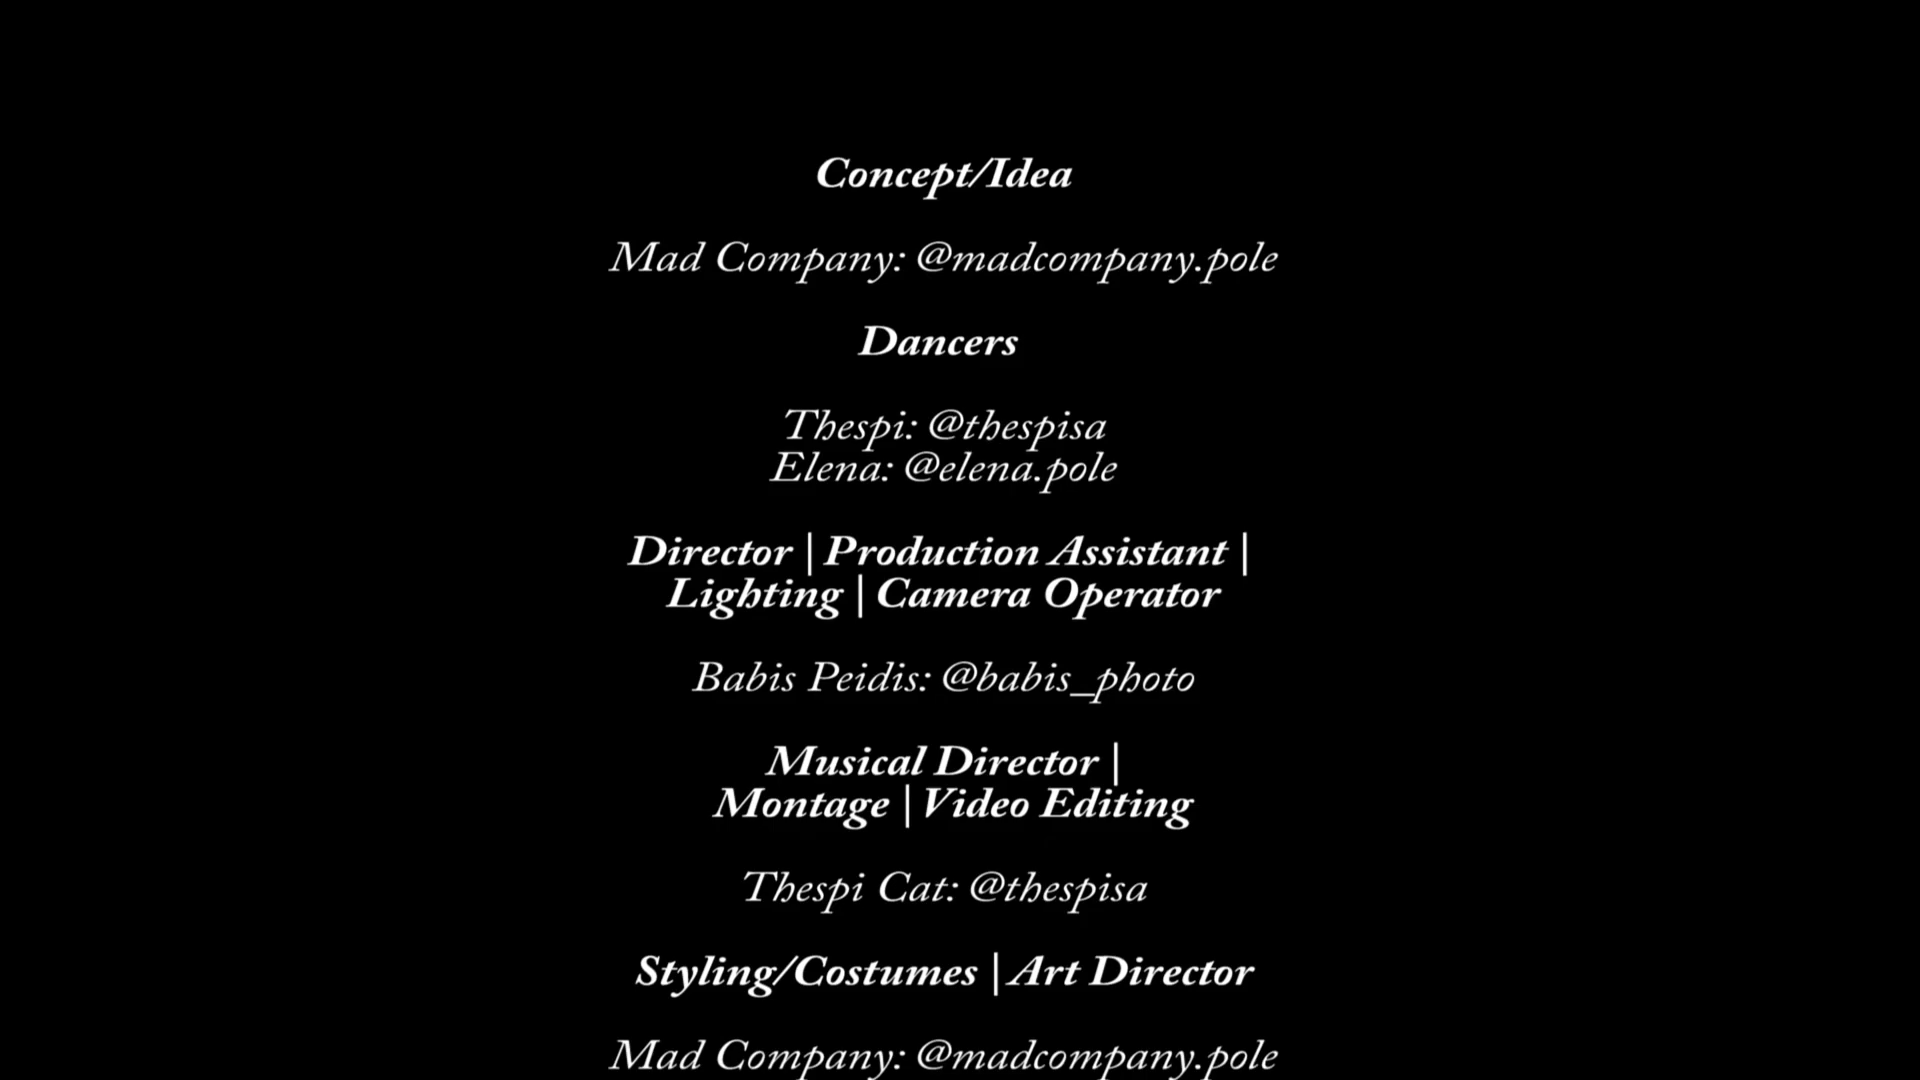 Concept/Idea
Mad Company: @madcompany.pole
Dancers
Thespi: @thespisa
Elena: @elena.pole
Director | Production Assistant |
Lighting | Camera Operator
Babis Peidis: @babis_photo
Musical Director |
Montage | Video Editing
Thespi Cat: @thespisa
Styling/Costumes | Art Director
Mad Company: @madcompany.pole